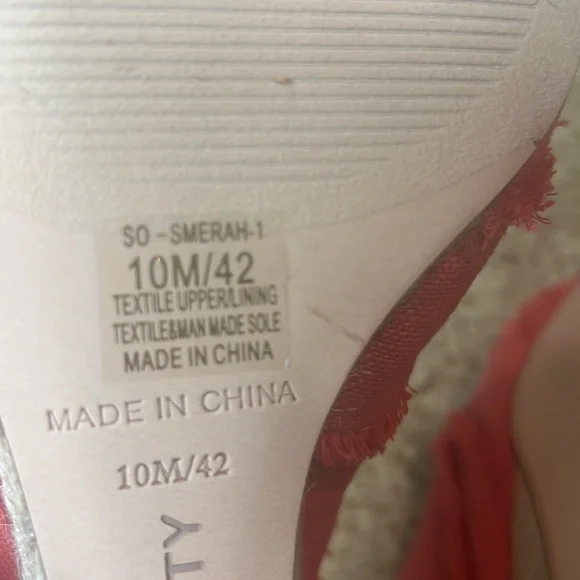 SO-SMERAH-1
10M/42
TEXTILE UPPER/LINING
TEXTILE&MAN MADE SOLE
MADE IN CHINA
MADE IN CHINA
10M/42
TY